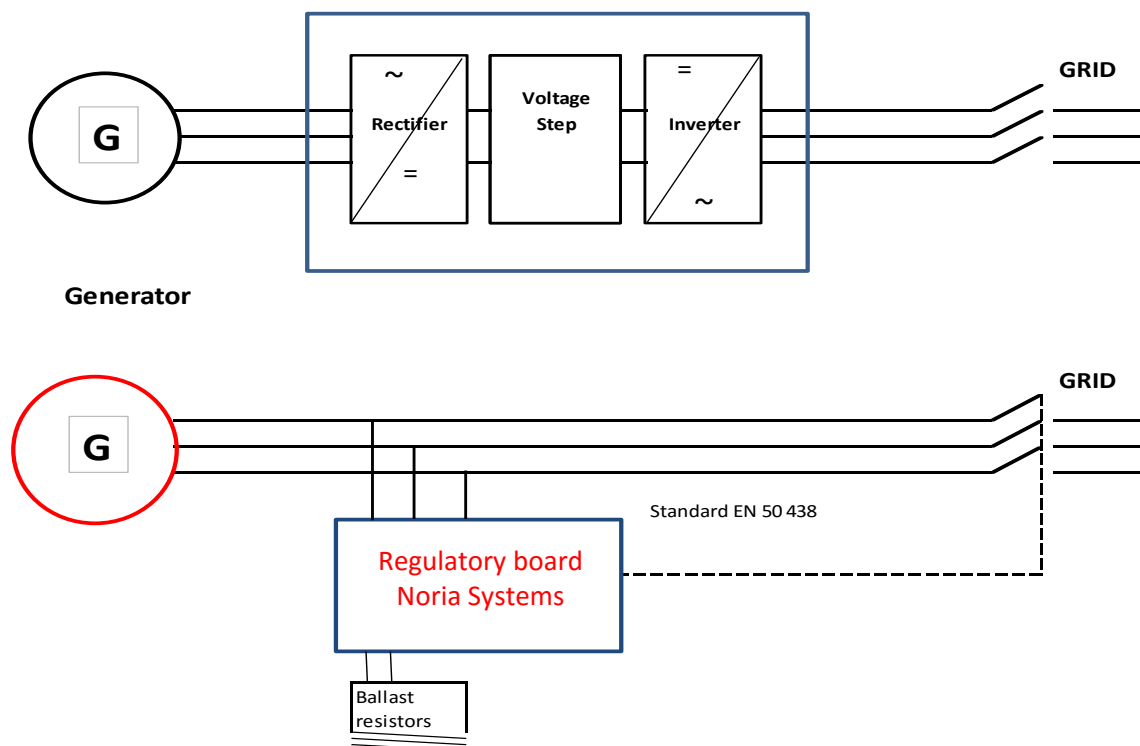 GRID
~
=
Voltage
Step
Rectifier
Inverter
G
=
~
Generator
GRID
G
Standard EN 50 438
Regulatory board
Noria Systems
Ballast
resistors